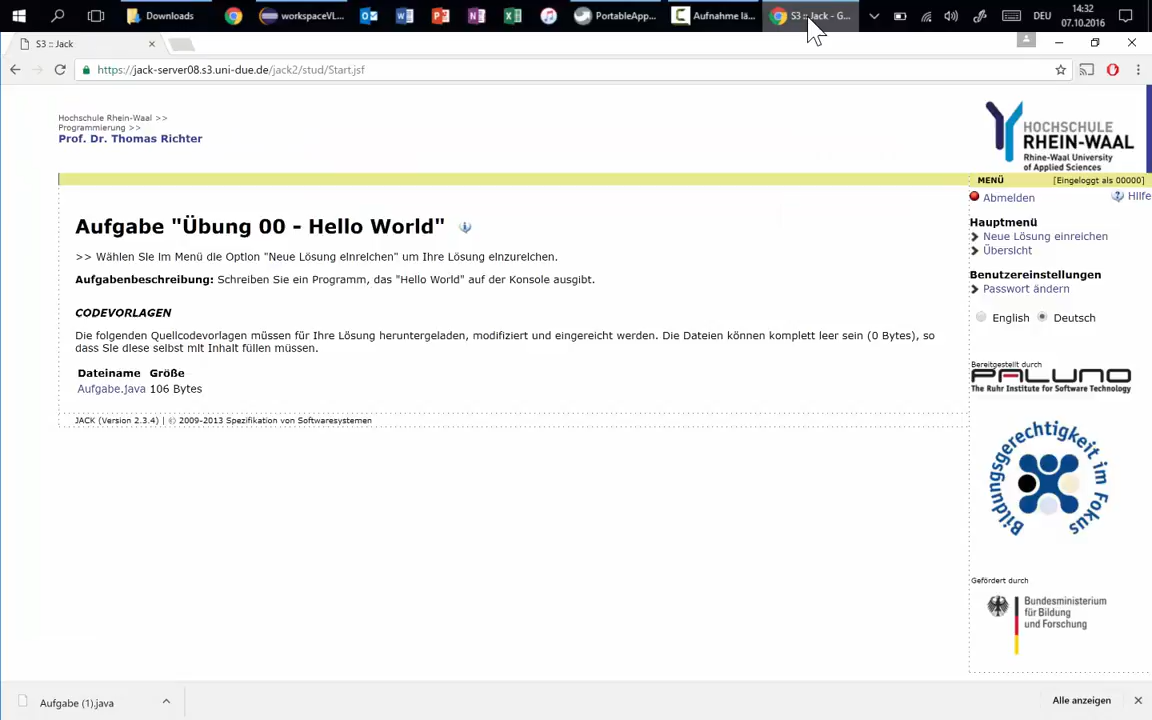 Downloads
workspaceVL...
PortableApp...
Aufnahme lä...
S3 :: Jack - G...
DEU
14:32
07.10.2016
S3 :: Jack
https://jack-server08.s3.uni-due.de/jack2/stud/Start.jsf
Hochschule Rhein-Waal >>
Programmierung >>
Prof. Dr. Thomas Richter
HOCHSCHULE
RHEIN-WAAL
Rhine-Waal University
of Applied Sciences
MENÜ [Eingeloggt als 00000]
Abmelden Hilfe
Hauptmenü
Neue Lösung einreichen
Übersicht
Benutzereinstellungen
Passwort ändern
English Deutsch
Aufgabe "Übung 00 - Hello World"
>> Wählen Sie im Menü die Option "Neue Lösung einreichen" um Ihre Lösung einzureichen.
Aufgabenbeschreibung: Schreiben Sie ein Programm, das "Hello World" auf der Konsole ausgibt.
CODEVORLAGEN
Die folgenden Quellcodevorlagen müssen für Ihre Lösung heruntergeladen, modifiziert und eingereicht werden. Die Dateien können komplett leer sein (0 Bytes), so
dass Sie diese selbst mit Inhalt füllen müssen.
Dateiname Größe
Aufgabe.java 106 Bytes
JACK (Version 2.3.4) | © 2009-2013 Spezifikation von Softwaresystemen
Bereitgestellt durch
PALUNO
The Ruhr Institute for Software Technology
Bildungsgerechtigkeit im Fokus
Gefördert durch
Bundesministerium
für Bildung
und Forschung
Aufgabe (1).java
Alle anzeigen